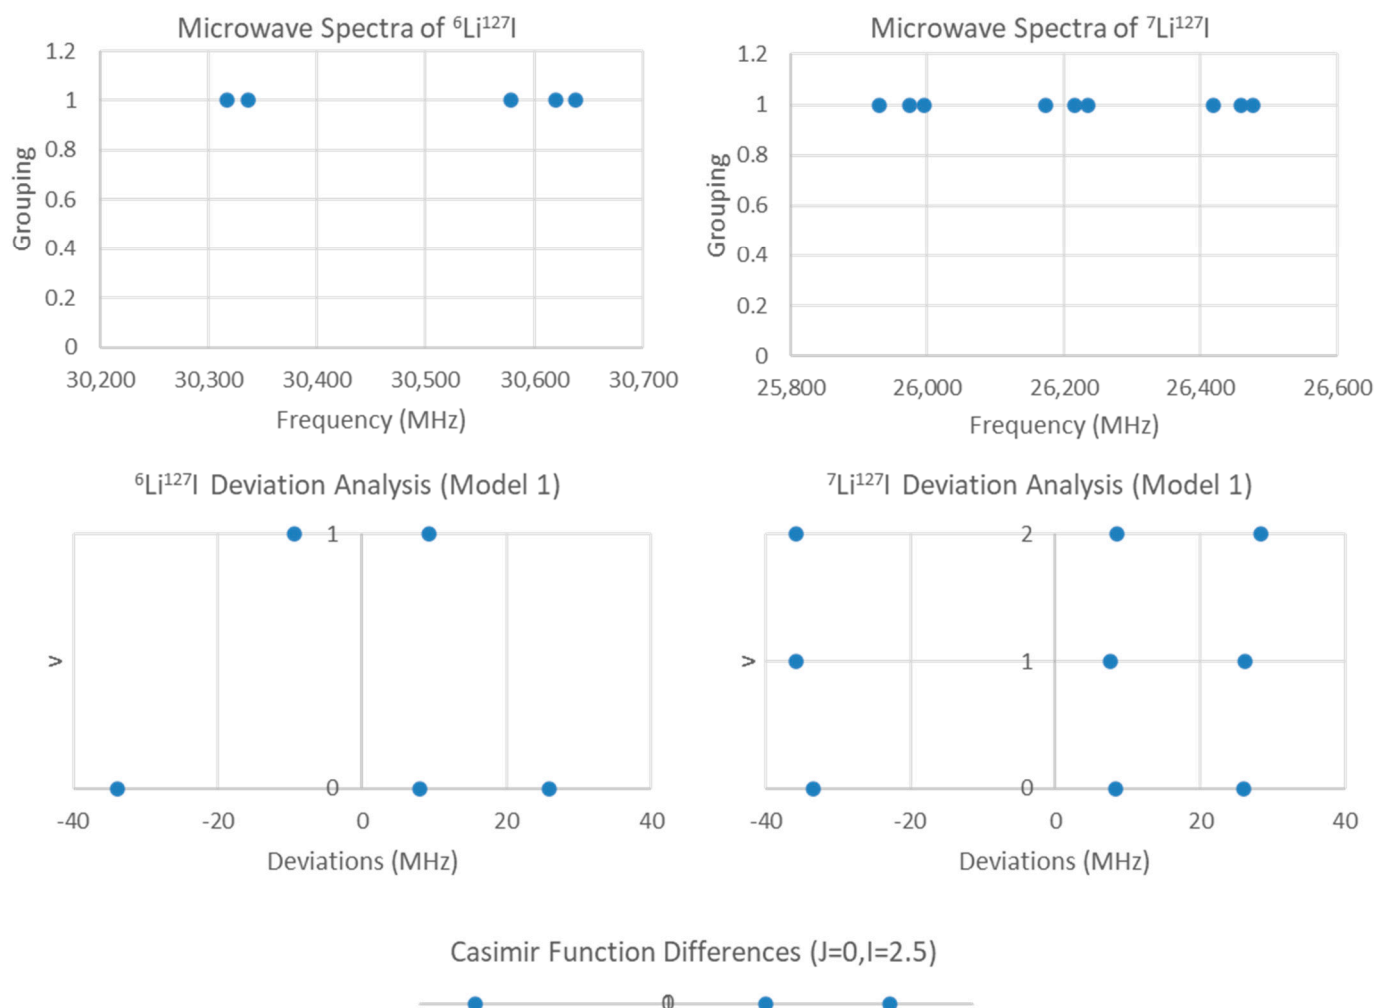 Microwave Spectra of ⁶Li¹²⁷I
1.2
1
0.8
0.6
0.4
0.2
0
Grouping
30,200 30,300 30,400 30,500 30,600 30,700
Frequency (MHz)
Microwave Spectra of ⁷Li¹²⁷I
1.2
1
0.8
0.6
0.4
0.2
0
Grouping
25,800 26,000 26,200 26,400 26,600
Frequency (MHz)
⁶Li¹²⁷I Deviation Analysis (Model 1)
1
v
0
-40 -20 0 20 40
Deviations (MHz)
⁷Li¹²⁷I Deviation Analysis (Model 1)
2
1
v
0
-40 -20 0 20 40
Deviations (MHz)
Casimir Function Differences (J=0,I=2.5)